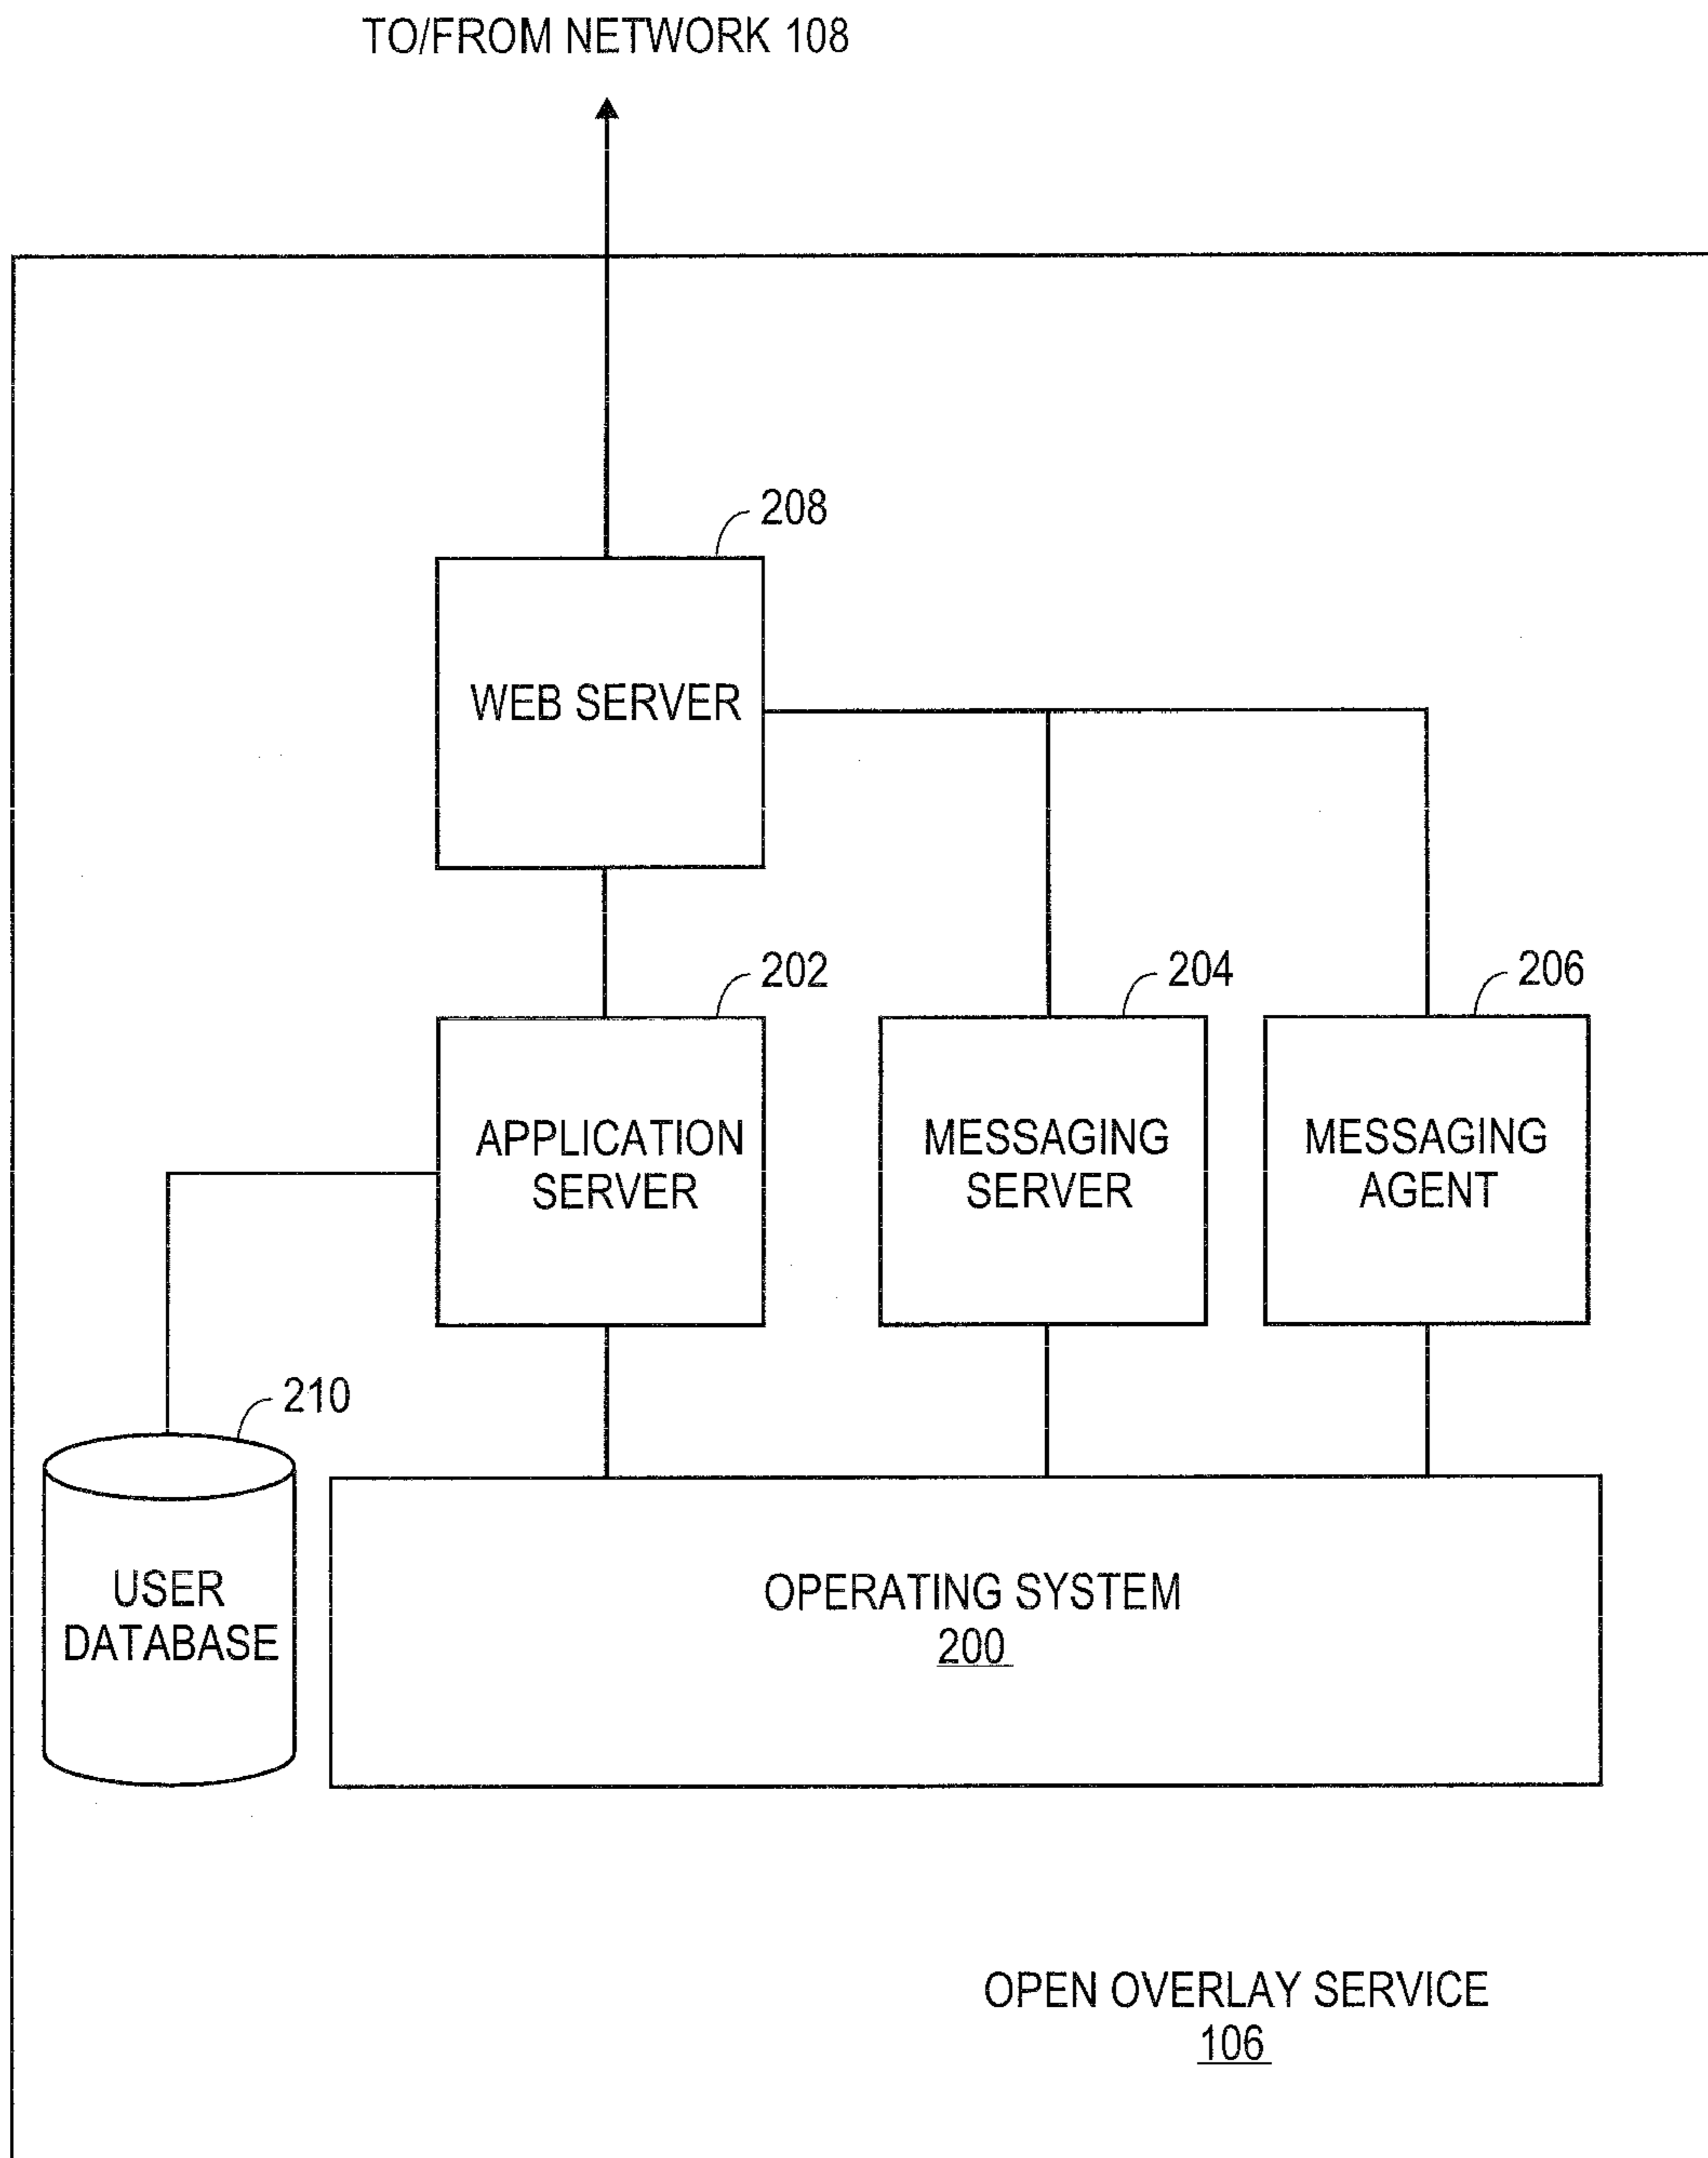 TO/FROM NETWORK 108
208
WEB SERVER
202
204
206
APPLICATION
SERVER
MESSAGING
SERVER
MESSAGING
AGENT
210
USER
DATABASE
OPERATING SYSTEM
200
OPEN OVERLAY SERVICE
106